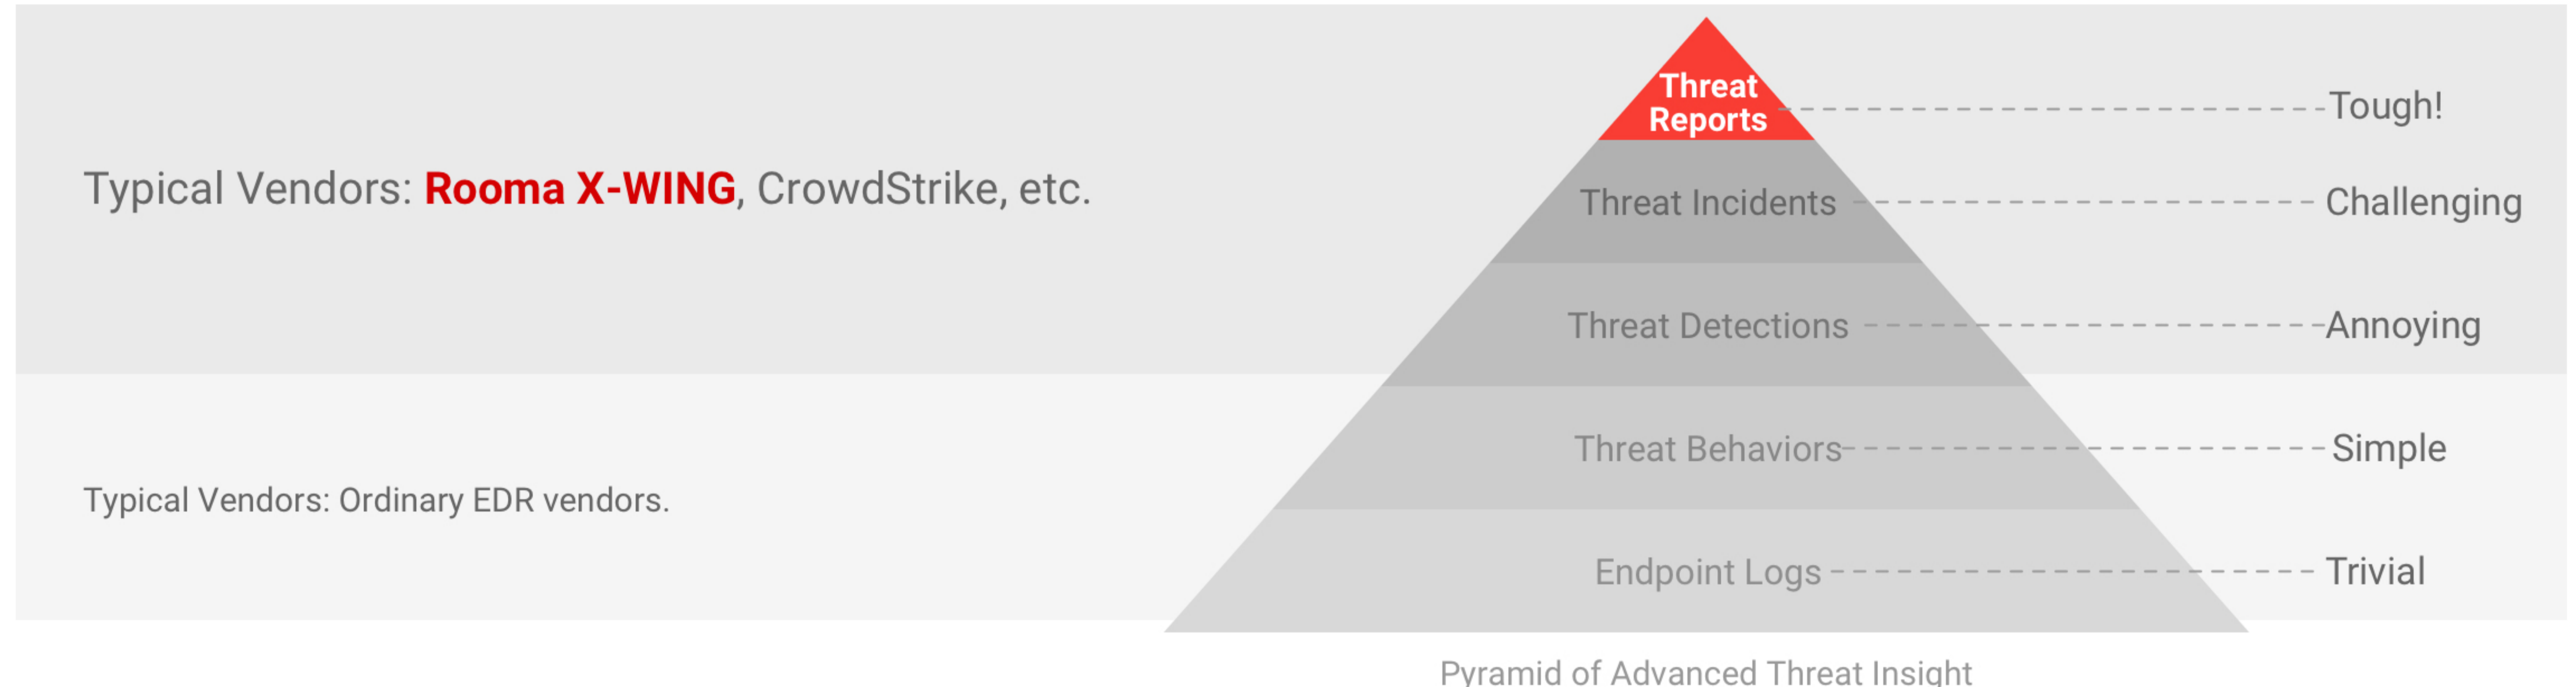 Threat
Reports
Tough!
Typical Vendors: Rooma X-WING, CrowdStrike, etc.
Threat Incidents
Challenging
Threat Detections
Annoying
Threat Behaviors
Simple
Typical Vendors: Ordinary EDR vendors.
Endpoint Logs
Trivial
Pyramid of Advanced Threat Insight